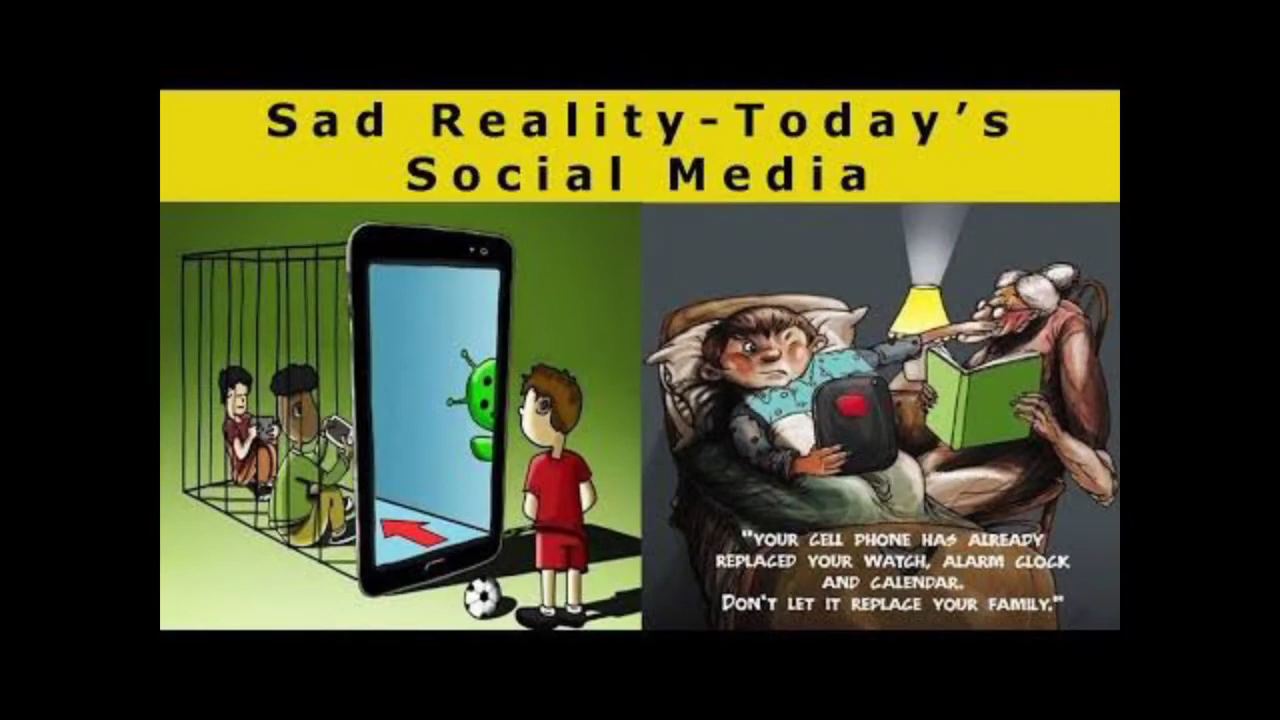 Sad Reality-Today’s
Social Media
"YOUR CELL PHONE HAS ALREADY
REPLACED YOUR WATCH, ALARM CLOCK
AND CALENDAR.
DON'T LET IT REPLACE YOUR FAMILY."